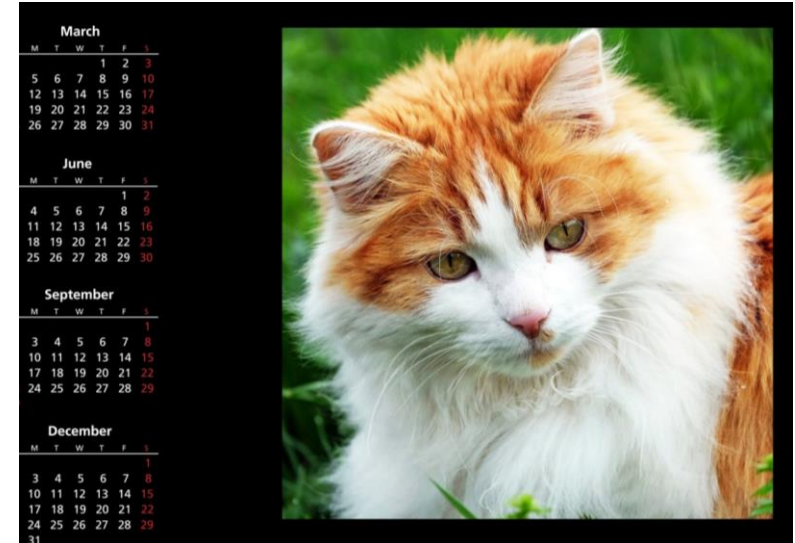 March
M T W T F S
1 2 3
5 6 7 8 9 10
12 13 14 15 16 17
19 20 21 22 23 24
26 27 28 29 30 31
June
M T W T F S
1 2
4 5 6 7 8 9
11 12 13 14 15 16
18 19 20 21 22 23
25 26 27 28 29 30
September
M T W T F S
1
3 4 5 6 7 8
10 11 12 13 14 15
17 18 19 20 21 22
24 25 26 27 28 29
December
M T W T F S
1
3 4 5 6 7 8
10 11 12 13 14 15
17 18 19 20 21 22
24 25 26 27 28 29
31